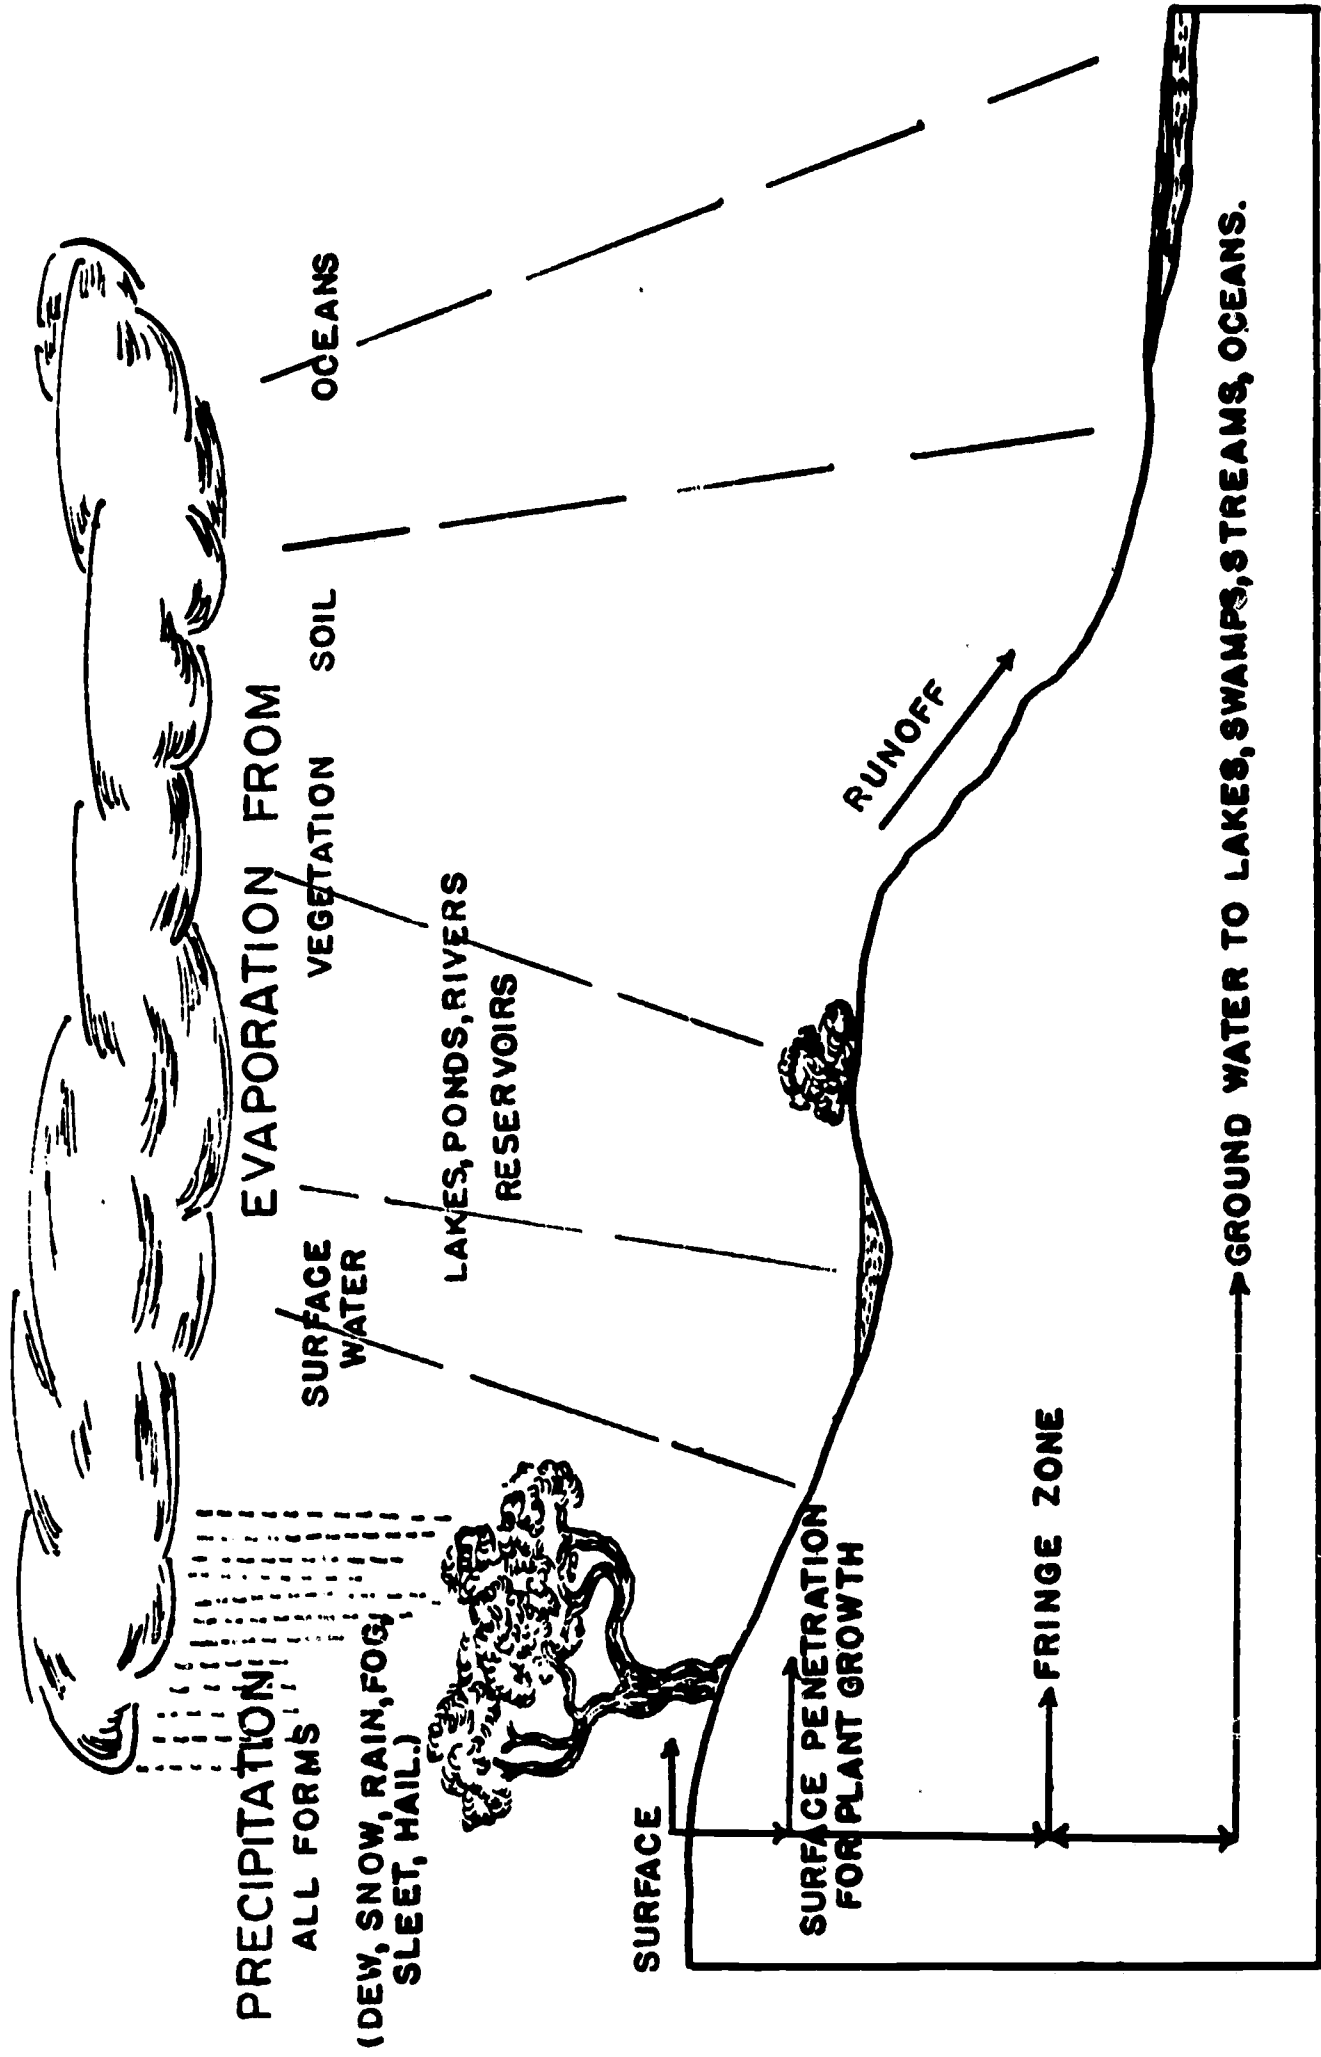 EVAPORATION FROM
PRECIPITATION
ALL FORMS
(DEW, SNOW, RAIN, FOG,
SLEET, HAIL.)
SURFACE
WATER
LAKES, PONDS, RIVERS
RESERVOIRS
VEGETATION
SOIL
OCEANS
RUNOFF
SURFACE
SURFACE PENETRATION
FOR PLANT GROWTH
FRINGE ZONE
GROUND WATER TO LAKES, SWAMPS, STREAMS, OCEANS.